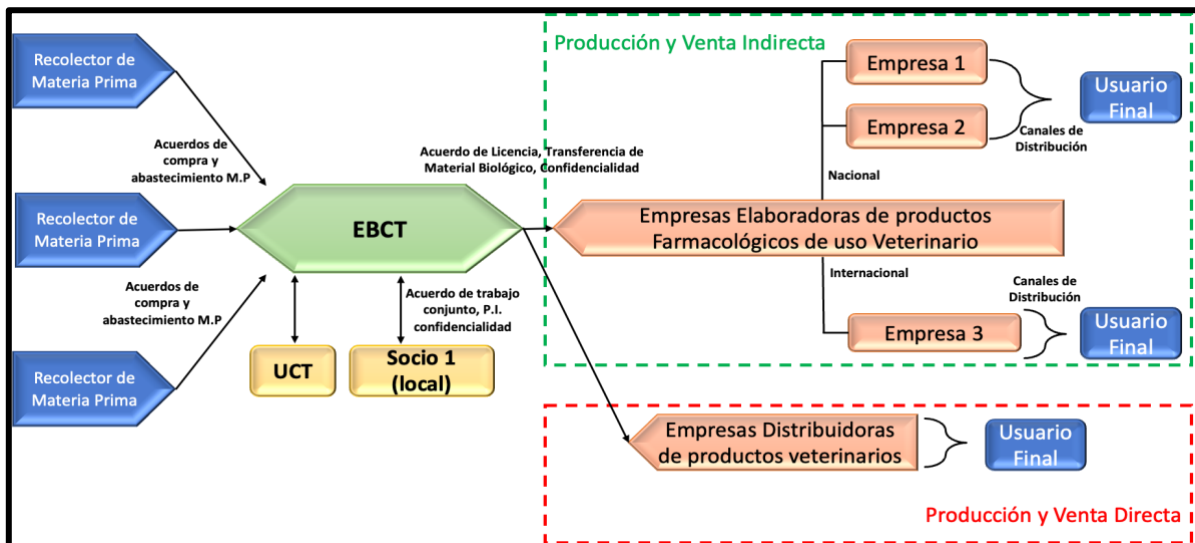 Recolector de
Materia Prima
Acuerdos de
compra y
abastecimiento M.P
Recolector de
Materia Prima
Acuerdos de
compra y
abastecimiento M.P
Recolector de
Materia Prima
EBCT
Acuerdo de trabajo
conjunto, P.I.
confidencialidad
UCT
Socio 1
(local)
Acuerdo de Licencia, Transferencia de
Material Biológico, Confidencialidad
Producción y Venta Indirecta
Empresa 1
Empresa 2
Canales de
Distribución
Usuario
Final
Nacional
Empresas Elaboradoras de productos
Farmacológicos de uso Veterinario
Internacional
Canales de
Distribución
Empresa 3
Usuario
Final
Empresas Distribuidoras
de productos veterinarios
Usuario
Final
Producción y Venta Directa